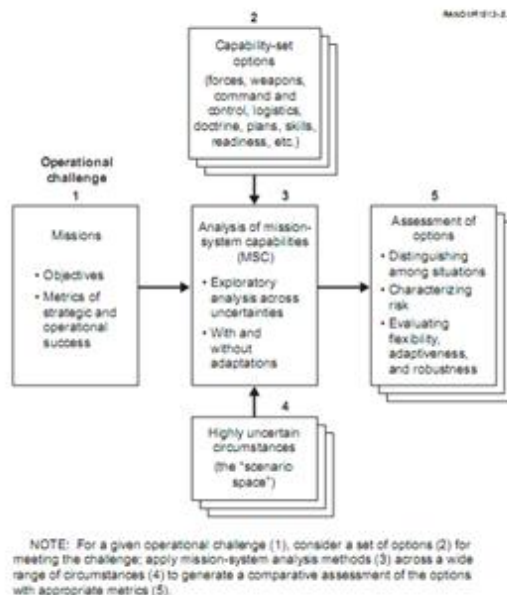 2
Capability-set
options
(forces, weapons,
command and
control, logistics,
doctrine, plans, skills,
readiness, etc.)
Operational
challenge
1
Missions
• Objectives
• Metrics of
strategic and
operational
success
3
Analysis of mission-
system capabilities
(MSC)
• Exploratory
analysis across
uncertainties
• With and
without
adaptations
5
Assessment of
options
• Distinguishing
among situations
• Characterizing
risk
• Evaluating
flexibility,
adaptiveness,
and robustness
4
Highly uncertain
circumstances
(the "scenario
space")
NOTE: For a given operational challenge (1), consider a set of options (2) for
meeting the challenge; apply mission-system analysis methods (3) across a wide
range of circumstances (4) to generate a comparative assessment of the options
with appropriate metrics (5).